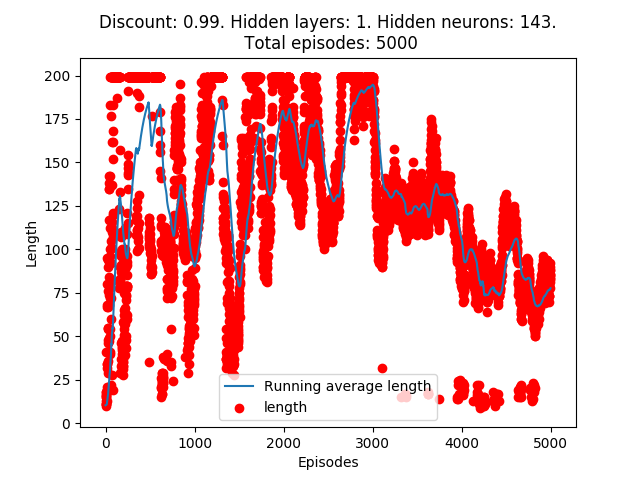 Discount: 0.99. Hidden layers: 1. Hidden neurons: 143.
Total episodes: 5000
200
175
150
125
100
75
50
25
0
Length
Running average length
length
0
1000
2000
3000
4000
5000
Episodes